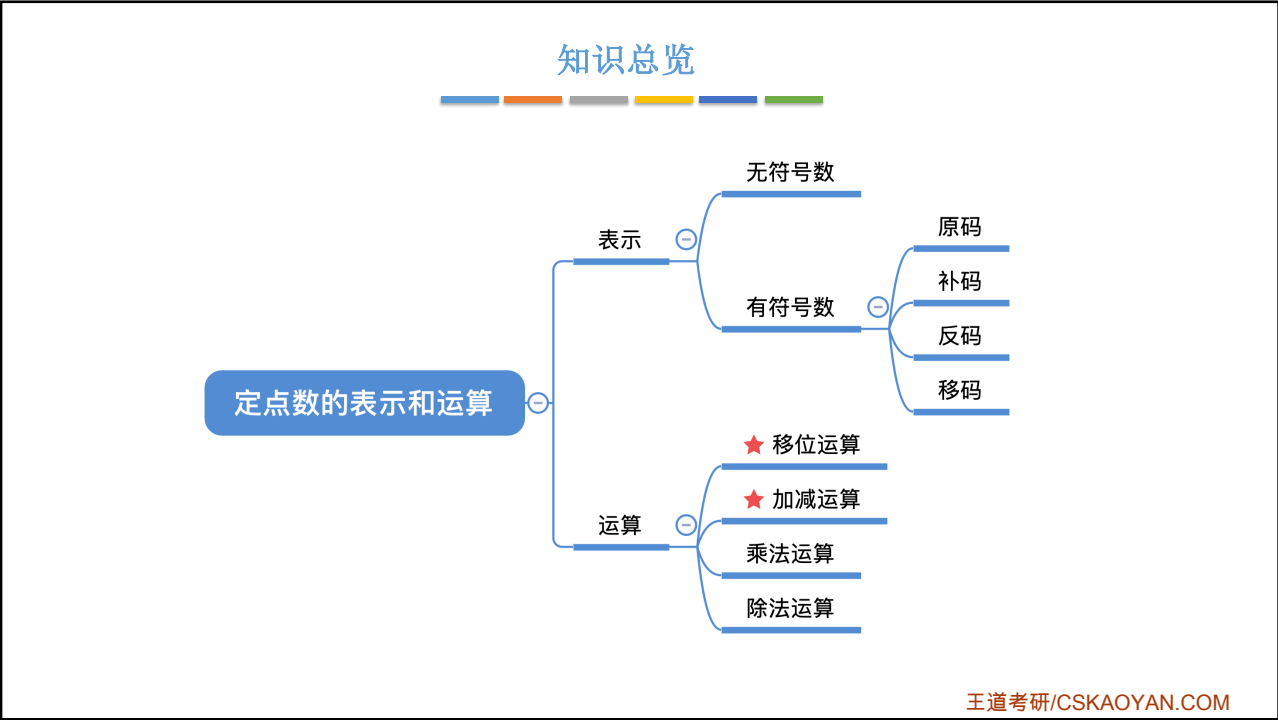 知识总览
无符号数
原码
表示
补码
有符号数
反码
移码
定点数的表示和运算
★ 移位运算
★ 加减运算
运算
乘法运算
除法运算
王道考研/CSKAOYAN.COM